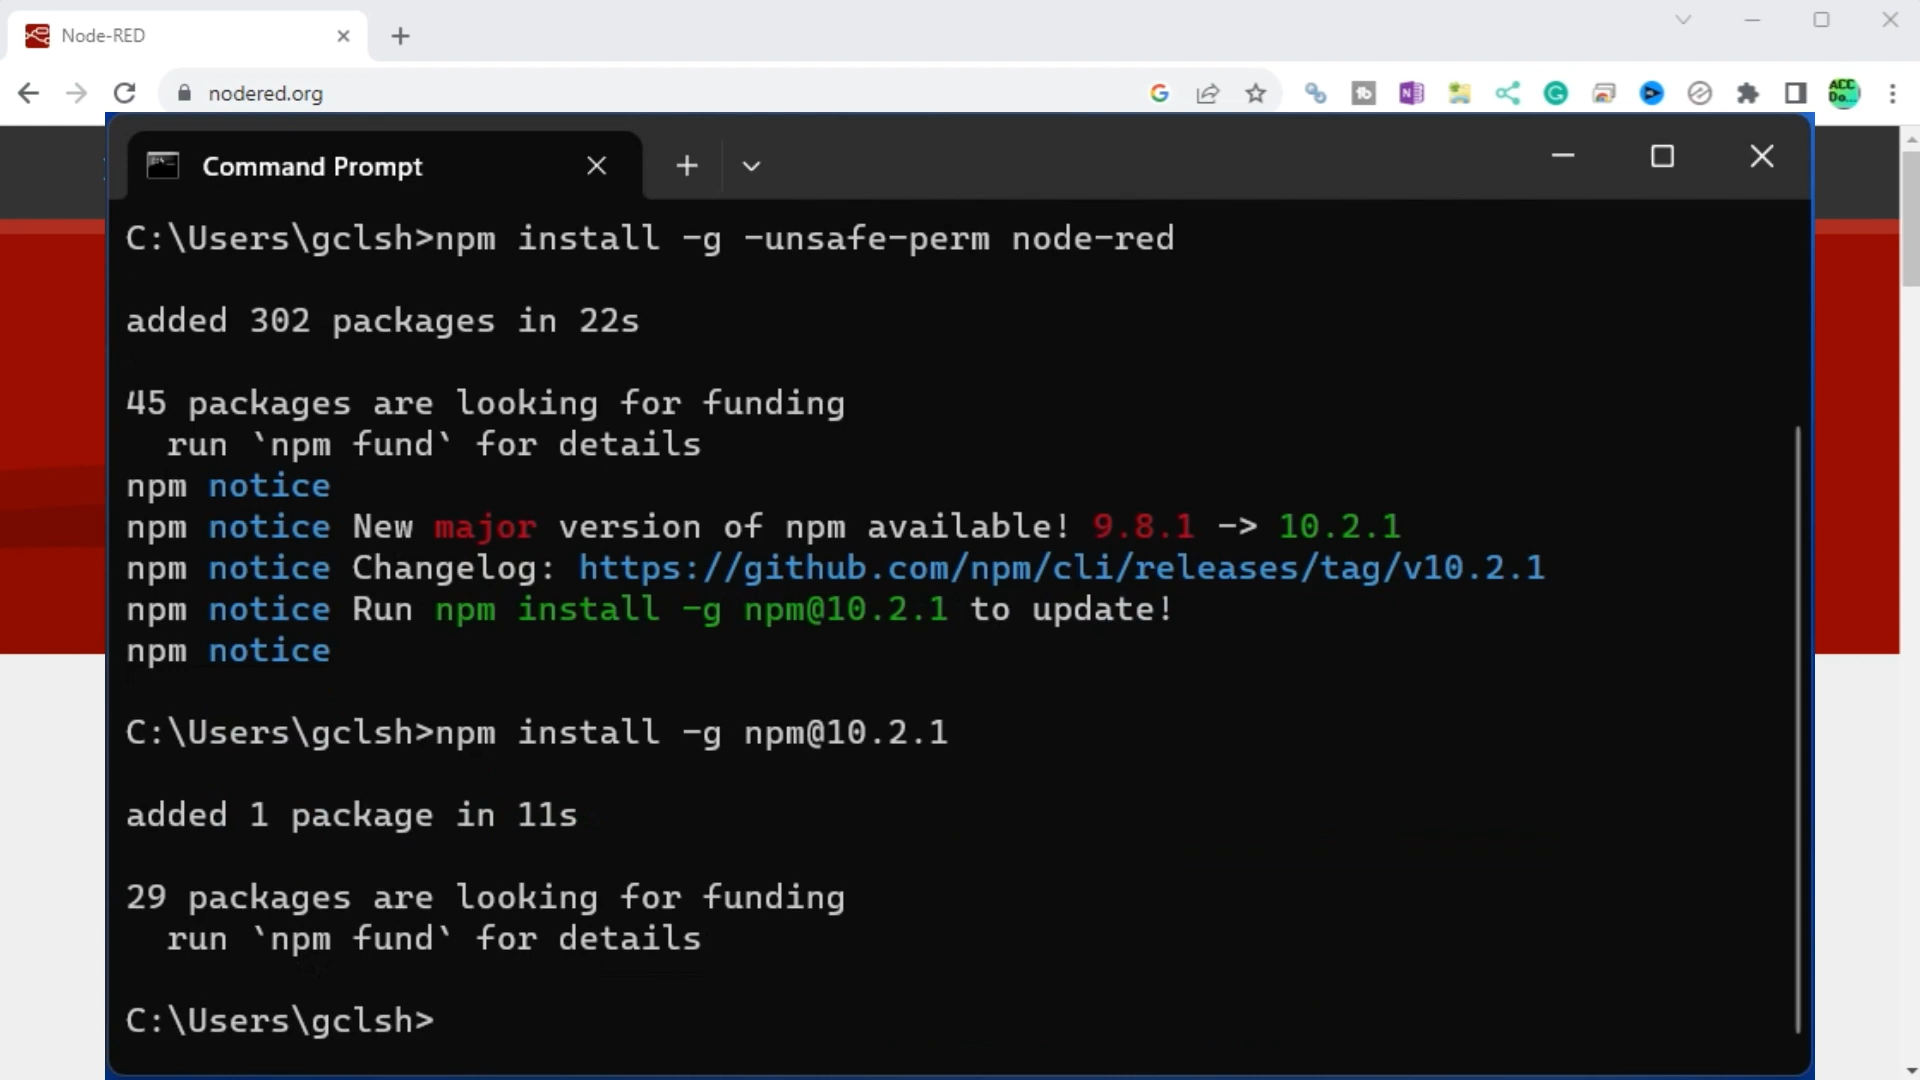 Node-RED
nodered.org
Command Prompt
C:\Users\gclsh>npm install -g -unsafe-perm node-red
added 302 packages in 22s
45 packages are looking for funding
  run `npm fund` for details
npm notice
npm notice New major version of npm available! 9.8.1 -> 10.2.1
npm notice Changelog: https://github.com/npm/cli/releases/tag/v10.2.1
npm notice Run npm install -g npm@10.2.1 to update!
npm notice
C:\Users\gclsh>npm install -g npm@10.2.1
added 1 package in 11s
29 packages are looking for funding
  run `npm fund` for details
C:\Users\gclsh>